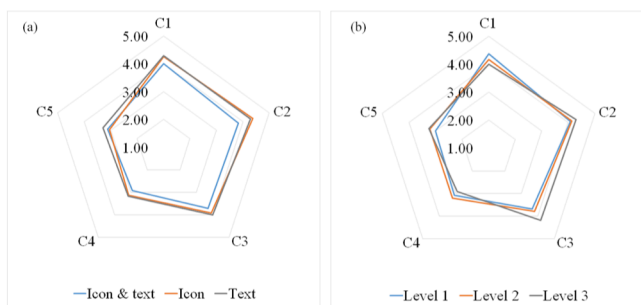 (a)
C1
5.00
4.00
3.00
2.00
1.00
C5
C2
C4
C3
Icon & text
Icon
Text
(b)
C1
5.00
4.00
3.00
2.00
1.00
C5
C2
C4
C3
Level 1
Level 2
Level 3